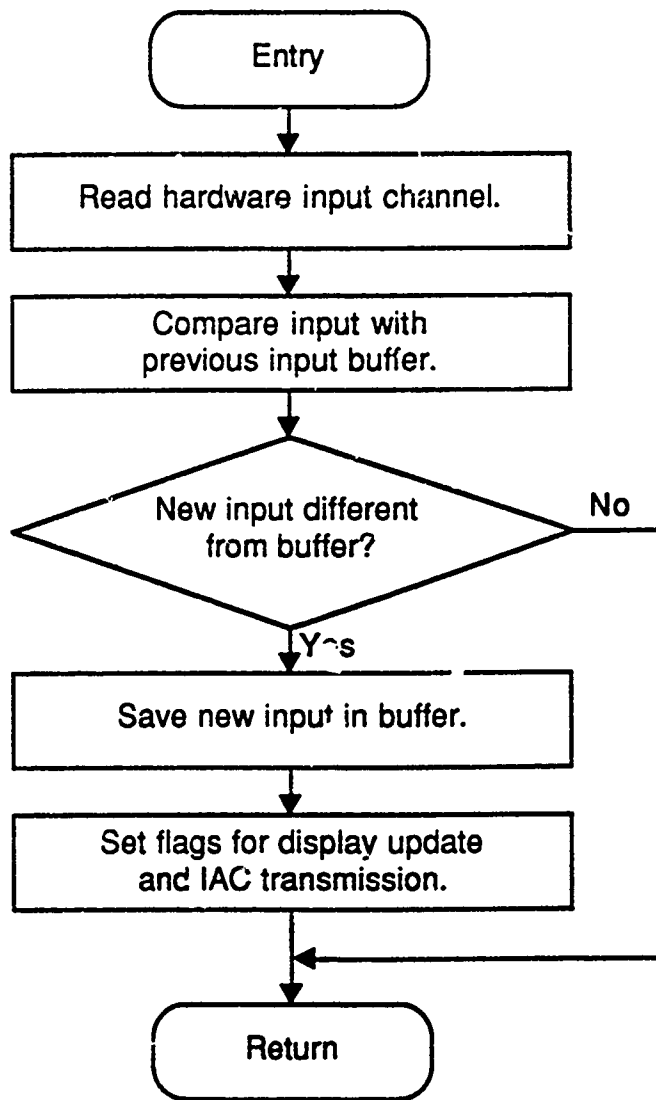 Entry
Read hardware input channel.
Compare input with
previous input buffer.
New input different
from buffer?
No
Yes
Save new input in buffer.
Set flags for display update
and IAC transmission.
Return